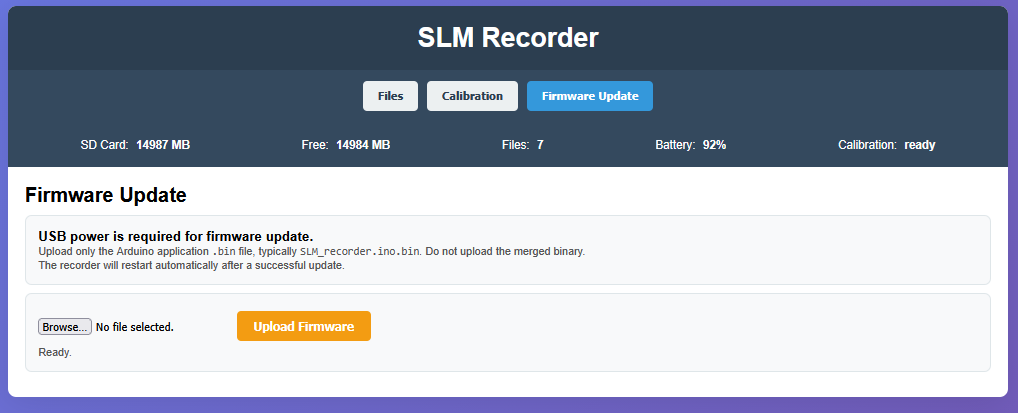 SLM Recorder
Files Calibration Firmware Update
SD Card: 14987 MB Free: 14984 MB Files: 7 Battery: 92% Calibration: ready
Firmware Update
USB power is required for firmware update.
Upload only the Arduino application .bin file, typically SLM_recorder.ino.bin. Do not upload the merged binary.
The recorder will restart automatically after a successful update.
Browse... No file selected. Upload Firmware
Ready.